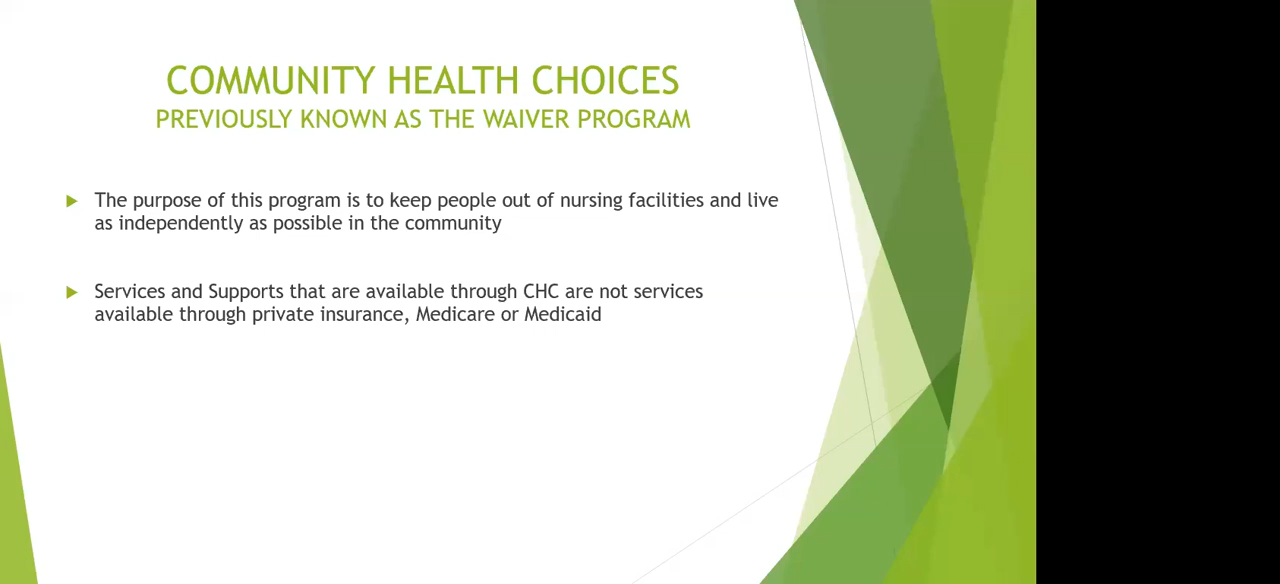 COMMUNITY HEALTH CHOICES
PREVIOUSLY KNOWN AS THE WAIVER PROGRAM
The purpose of this program is to keep people out of nursing facilities and live
as independently as possible in the community
Services and Supports that are available through CHC are not services
available through private insurance, Medicare or Medicaid